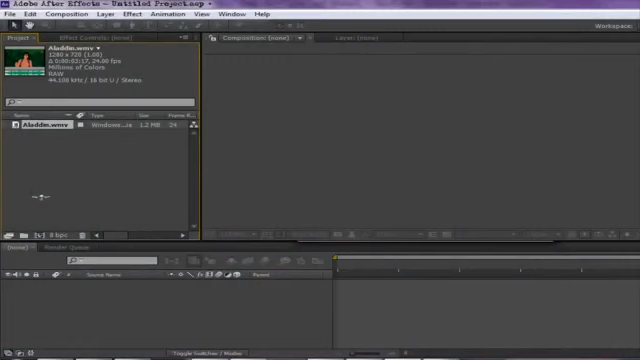 Adobe After Effects - Untitled Project.aep *
File Edit Composition Layer Effect Animation View Window Help
Workspace:
Project Effect Controls: (none) Composition: (none) Layer: (none)
Aladdin.wmv
1280 x 720 (1.00)
Δ 0:00:03:17, 24.00 fps
Millions of Colors
RAW
44.100 kHz / 16 bit U / Stereo
Name Type Size Frame R...
Aladdin.wmv Windows...ie 1.2 MB 24
8 bpc
(none) Render Queue
# Source Name Parent
Toggle Switches / Modes